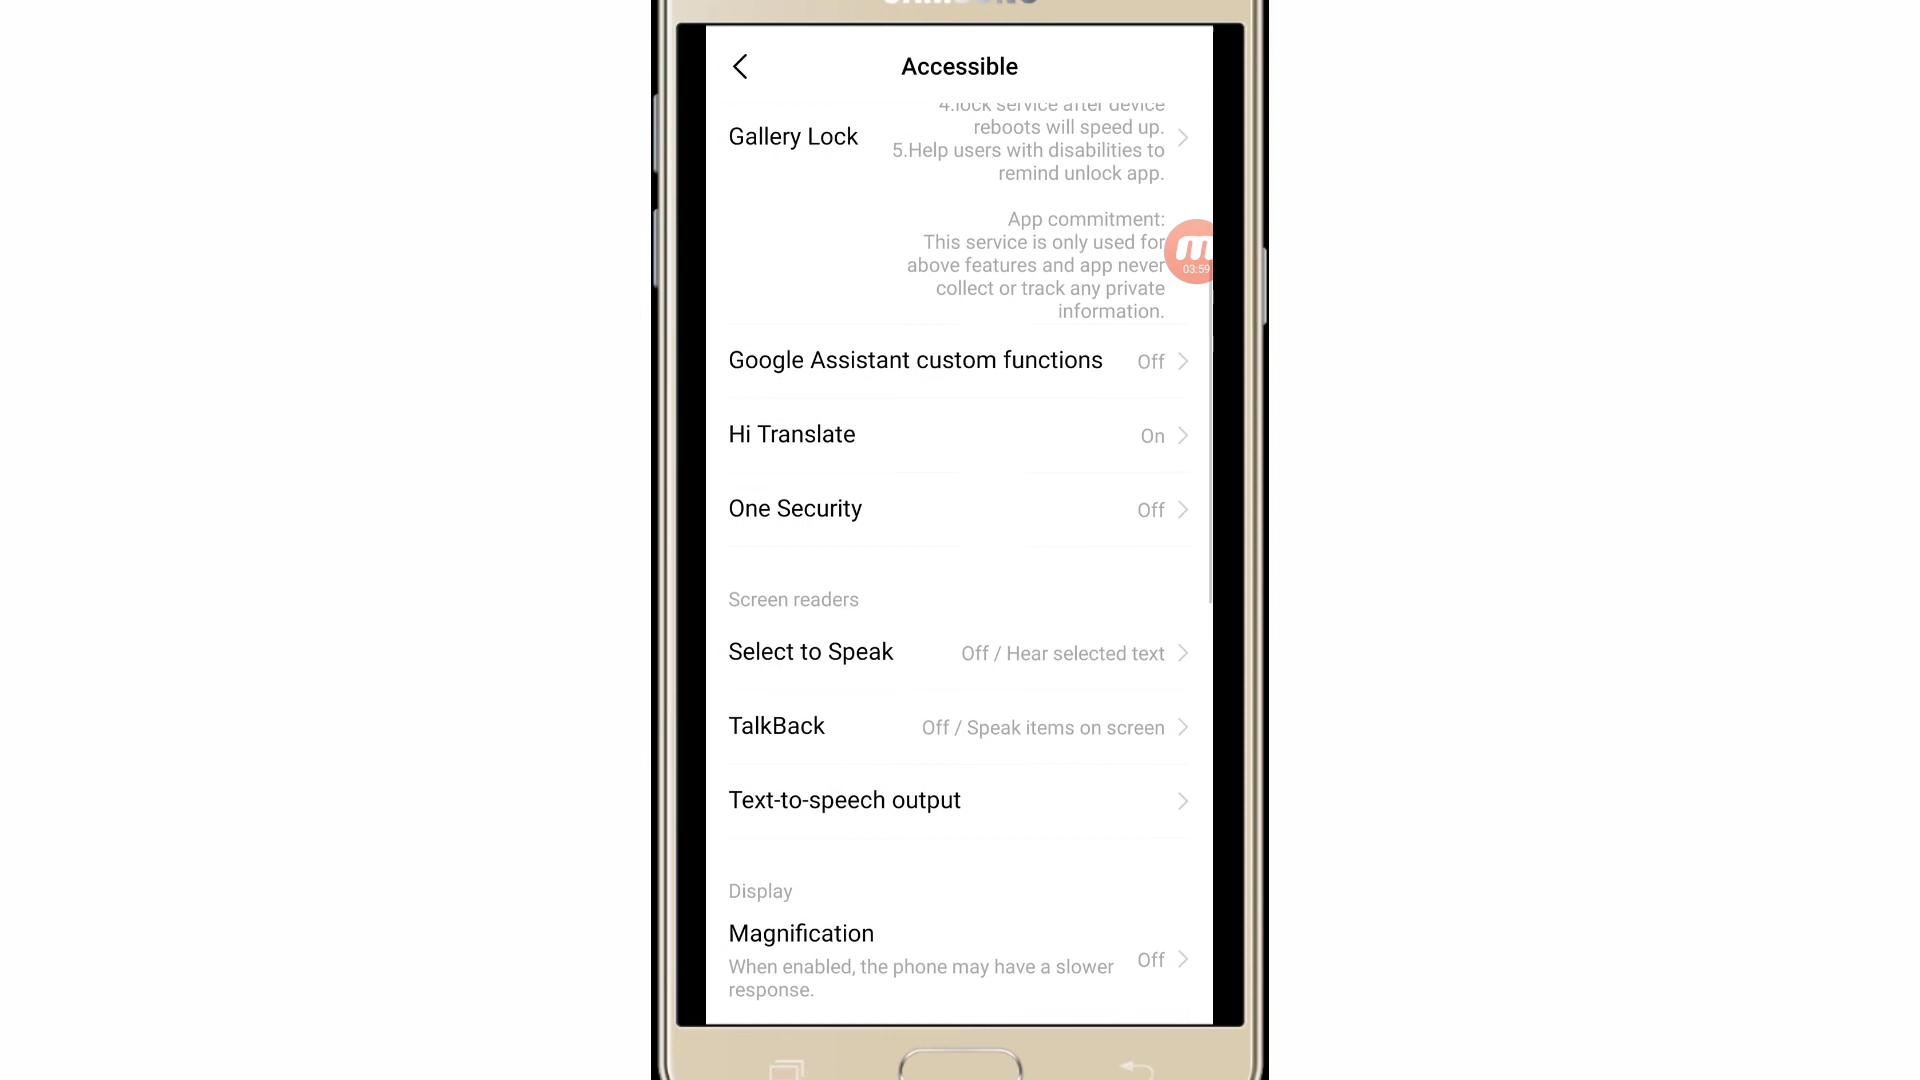 SAMSUNG
Accessible
4.lock service after device
reboots will speed up.
Gallery Lock
5.Help users with disabilities to
remind unlock app.
App commitment:
This service is only used for
above features and app never
collect or track any private
information.
03:59
Google Assistant custom functions Off
Hi Translate On
One Security Off
Screen readers
Select to Speak Off / Hear selected text
TalkBack Off / Speak items on screen
Text-to-speech output
Display
Magnification
When enabled, the phone may have a slower
response.
Off